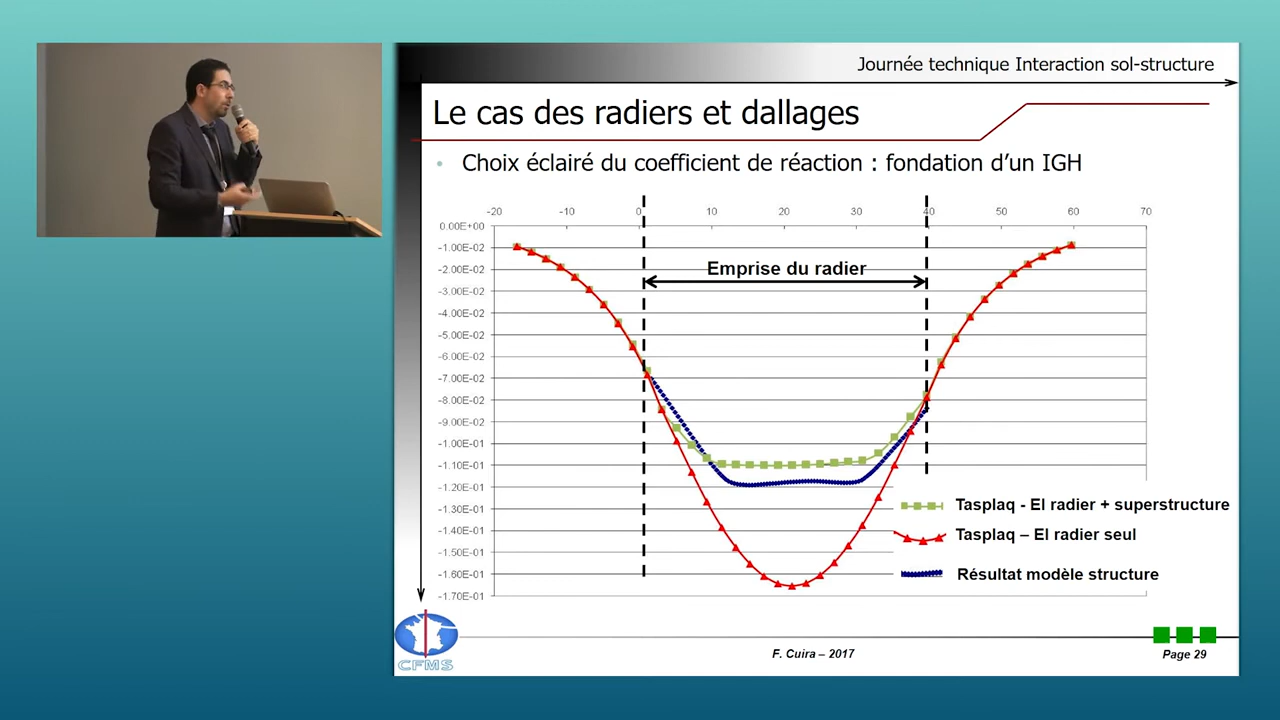 Journée technique Interaction sol-structure
Le cas des radiers et dallages
• Choix éclairé du coefficient de réaction : fondation d’un IGH
-20 -10 0 10 20 30 40 50 60 70
0.00E+00
-1.00E-02
-2.00E-02
-3.00E-02
-4.00E-02
-5.00E-02
-6.00E-02
-7.00E-02
-8.00E-02
-9.00E-02
-1.00E-01
-1.10E-01
-1.20E-01
-1.30E-01
-1.40E-01
-1.50E-01
-1.60E-01
-1.70E-01
Emprise du radier
Tasplaq - EI radier + superstructure
Tasplaq – EI radier seul
Résultat modèle structure
CFMS
F. Cuira – 2017
Page 29